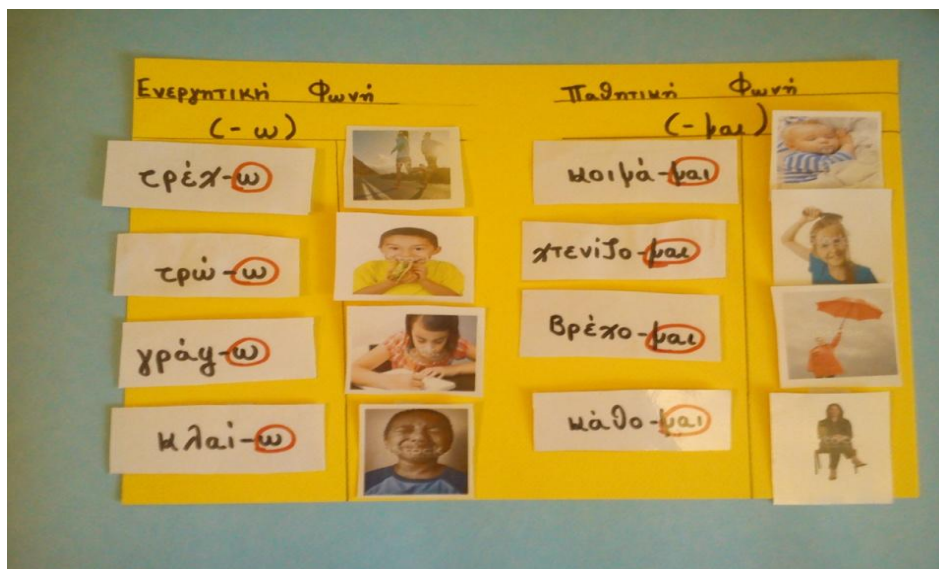 Ενεργητική Φωνή
(-ω)
τρέχ-ω
τρώ-ω
γράφ-ω
κλαί-ω
Παθητική Φωνή
(-μαι)
κοιμά-μαι
χτενίζο-μαι
βρέχο-μαι
κάθο-μαι